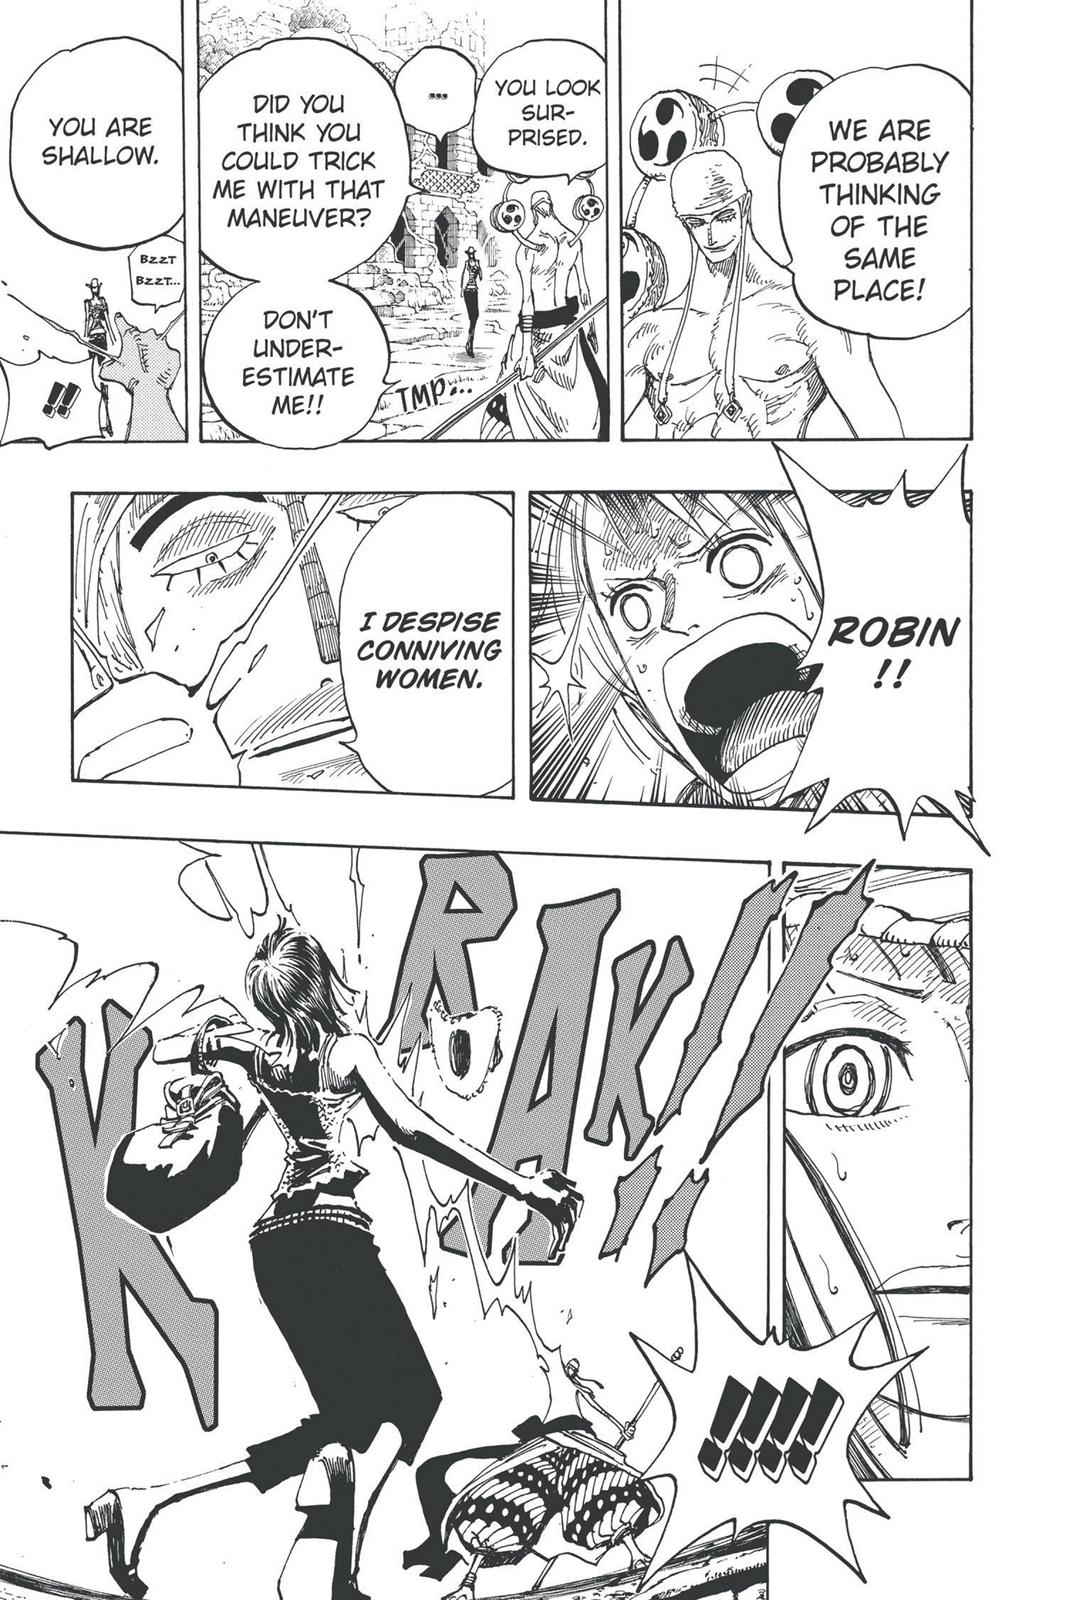 WE ARE
PROBABLY
THINKING
OF THE
SAME
PLACE!
YOU LOOK
SUR-
PRISED.
"""
DID YOU
THINK YOU
COULD TRICK
ME WITH THAT
MANEUVER?
DON'T
UNDER-
ESTIMATE
ME!!
TMP...
YOU ARE
SHALLOW.
BZZT
BZZT...
!!
ROBIN
!!
I DESPISE
CONNIVING
WOMEN.
!!!!
KRAK!!!!